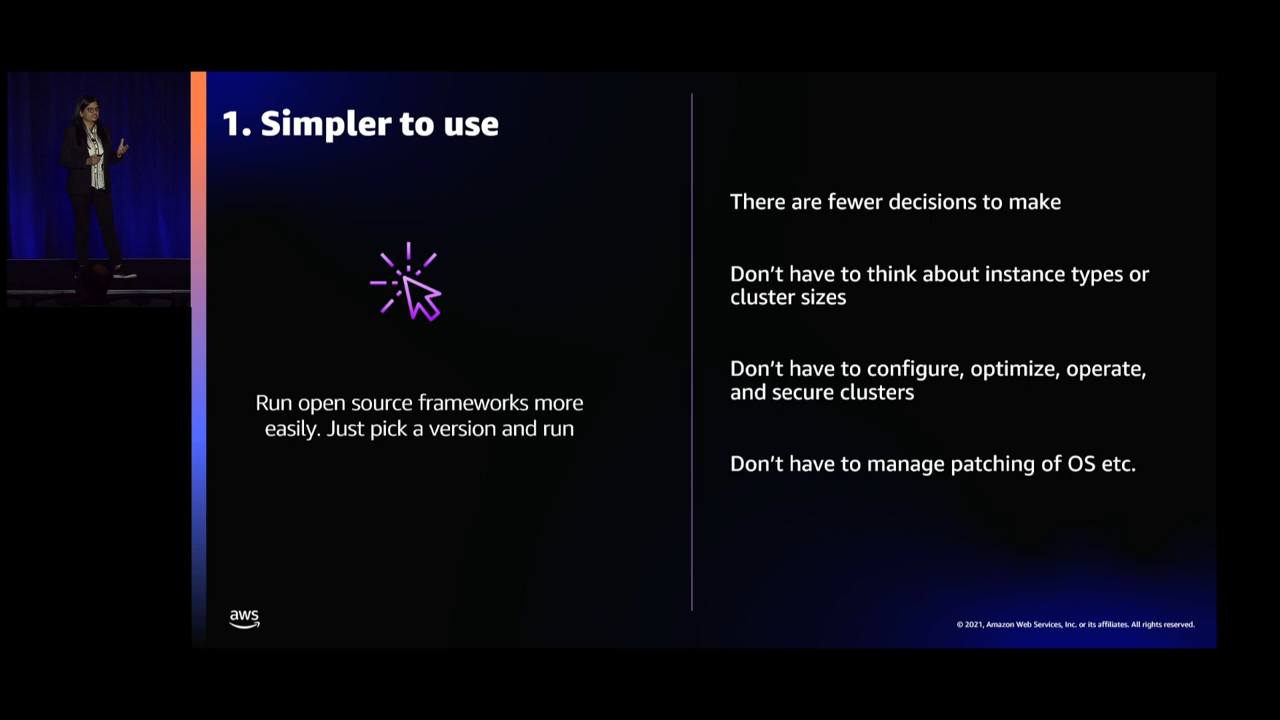 1. Simpler to use
Run open source frameworks more
easily. Just pick a version and run
There are fewer decisions to make
Don’t have to think about instance types or
cluster sizes
Don’t have to configure, optimize, operate,
and secure clusters
Don’t have to manage patching of OS etc.
aws
© 2021, Amazon Web Services, Inc. or its affiliates. All rights reserved.